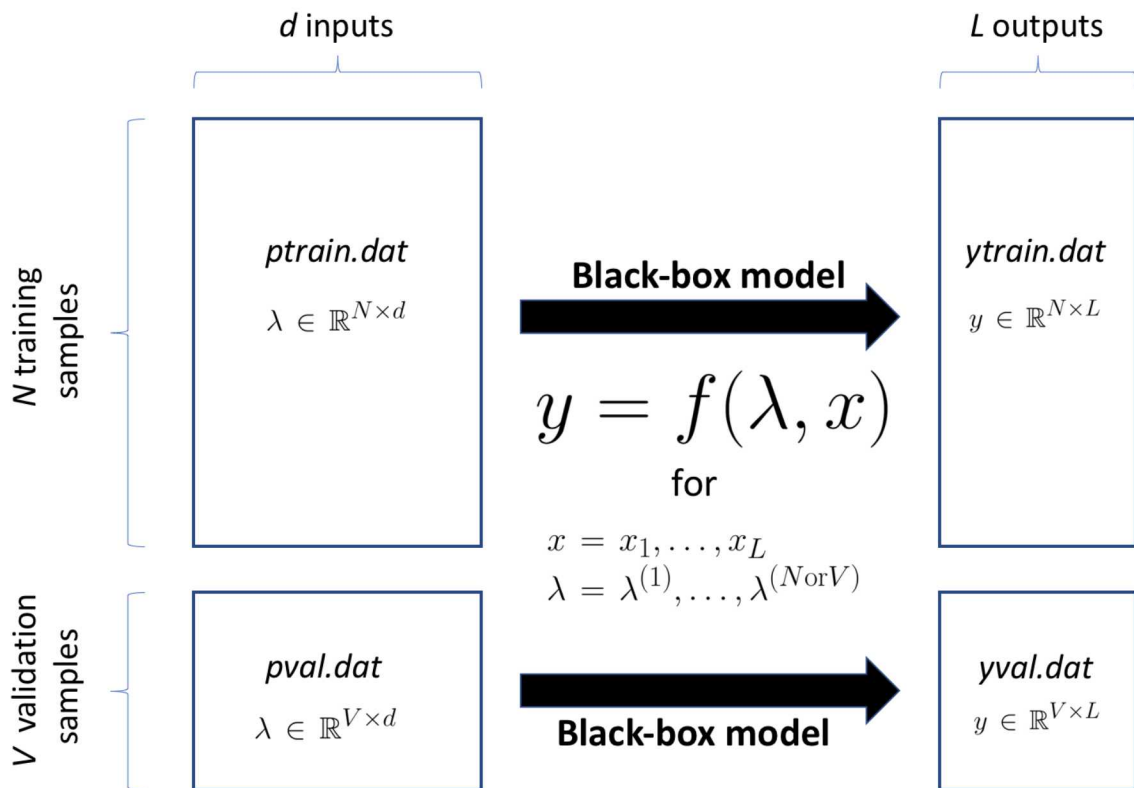 d inputs
L outputs
N training
samples
ptrain.dat
λ ∈ ℝ^{N×d}
Black-box model
y = f(λ, x)
for
x = x_1, . . . , x_L
λ = λ^{(1)}, . . . , λ^{(NorV)}
ytrain.dat
y ∈ ℝ^{N×L}
V validation
samples
pval.dat
λ ∈ ℝ^{V×d}
Black-box model
yval.dat
y ∈ ℝ^{V×L}